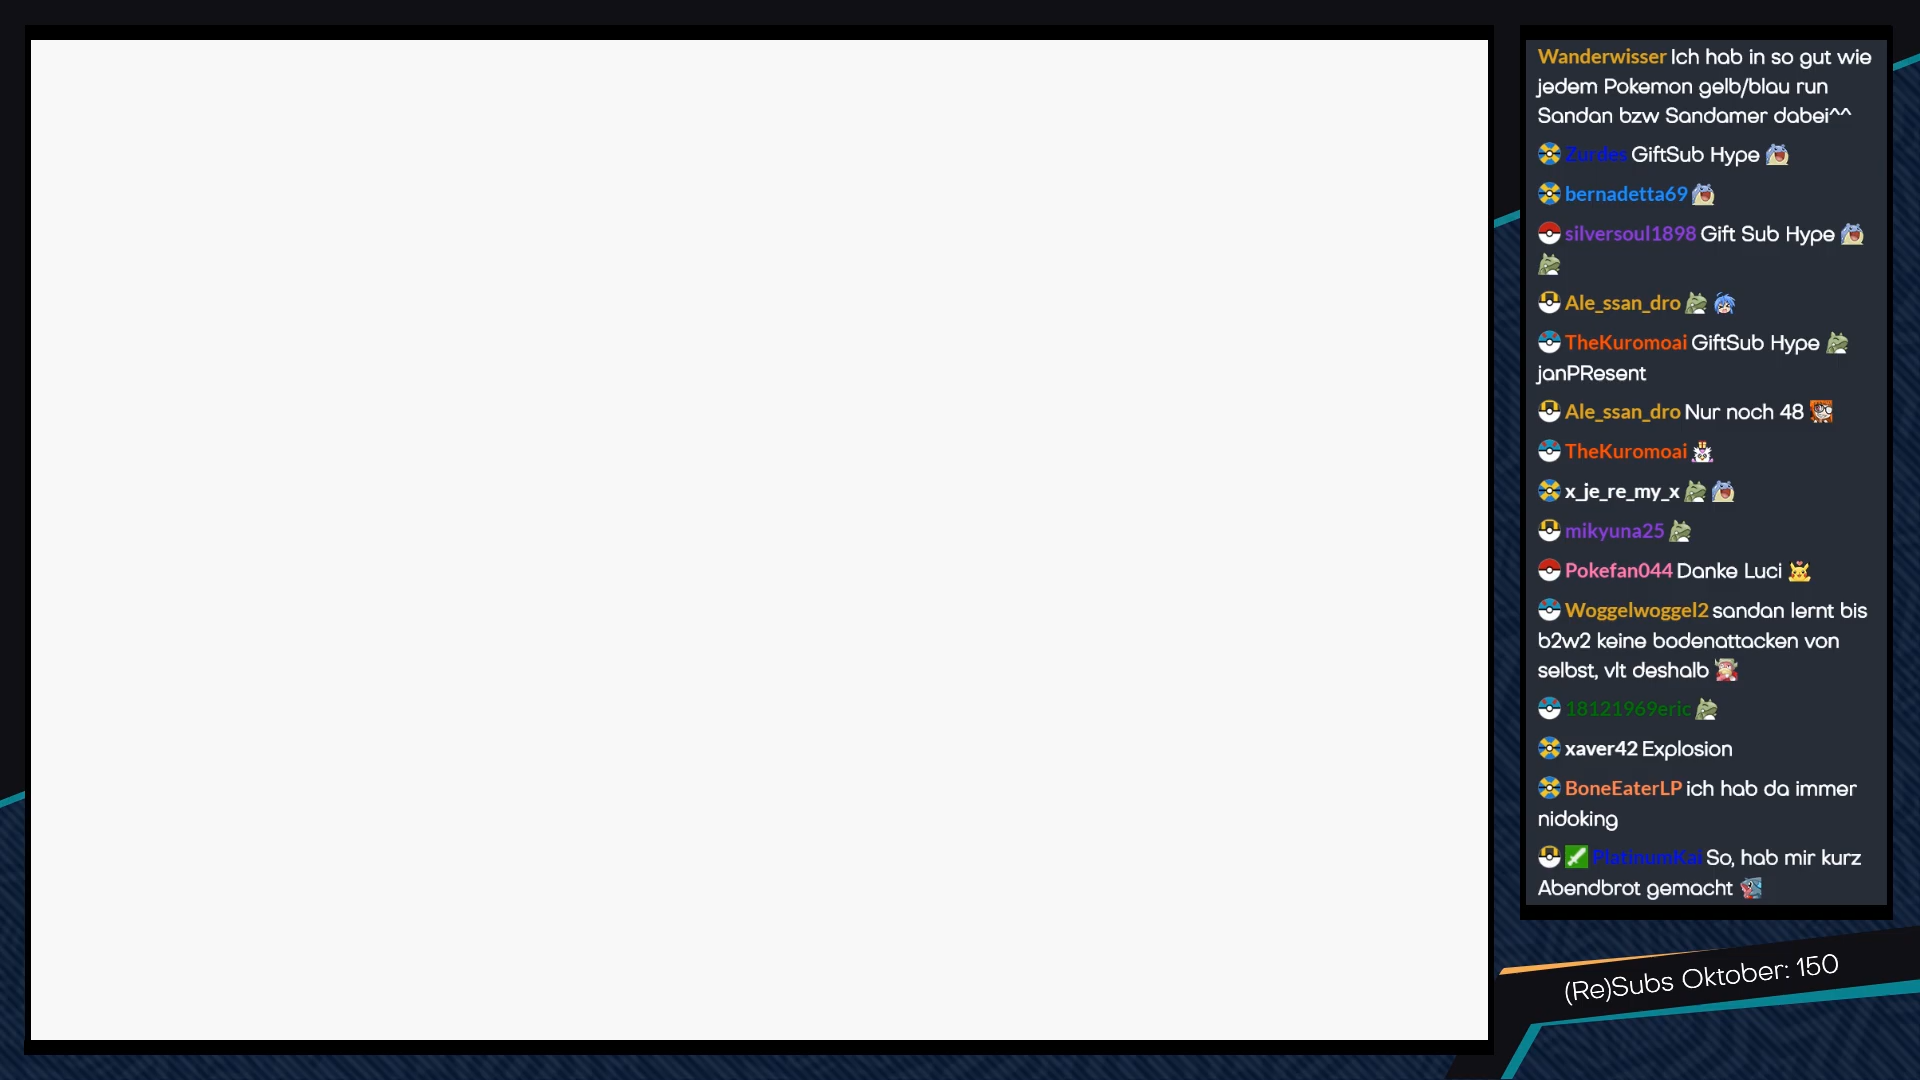 Wanderwisser Ich hab in so gut wie
jedem Pokemon gelb/blau run
Sandan bzw Sandamer dabei^^
Zurdes GiftSub Hype
bernadetta69
silversoul1898 Gift Sub Hype
Ale_ssan_dro
TheKuromoai GiftSub Hype
janPResent
Ale_ssan_dro Nur noch 48
TheKuromoai
x_je_re_my_x
mikyuna25
Pokefan044 Danke Luci
Woggelwoggel2 sandan lernt bis
b2w2 keine bodenattacken von
selbst, vlt deshalb
18121969eric
xaver42 Explosion
BoneEaterLP ich hab da immer
nidoking
PlatinumKai So, hab mir kurz
Abendbrot gemacht
(Re)Subs Oktober: 150